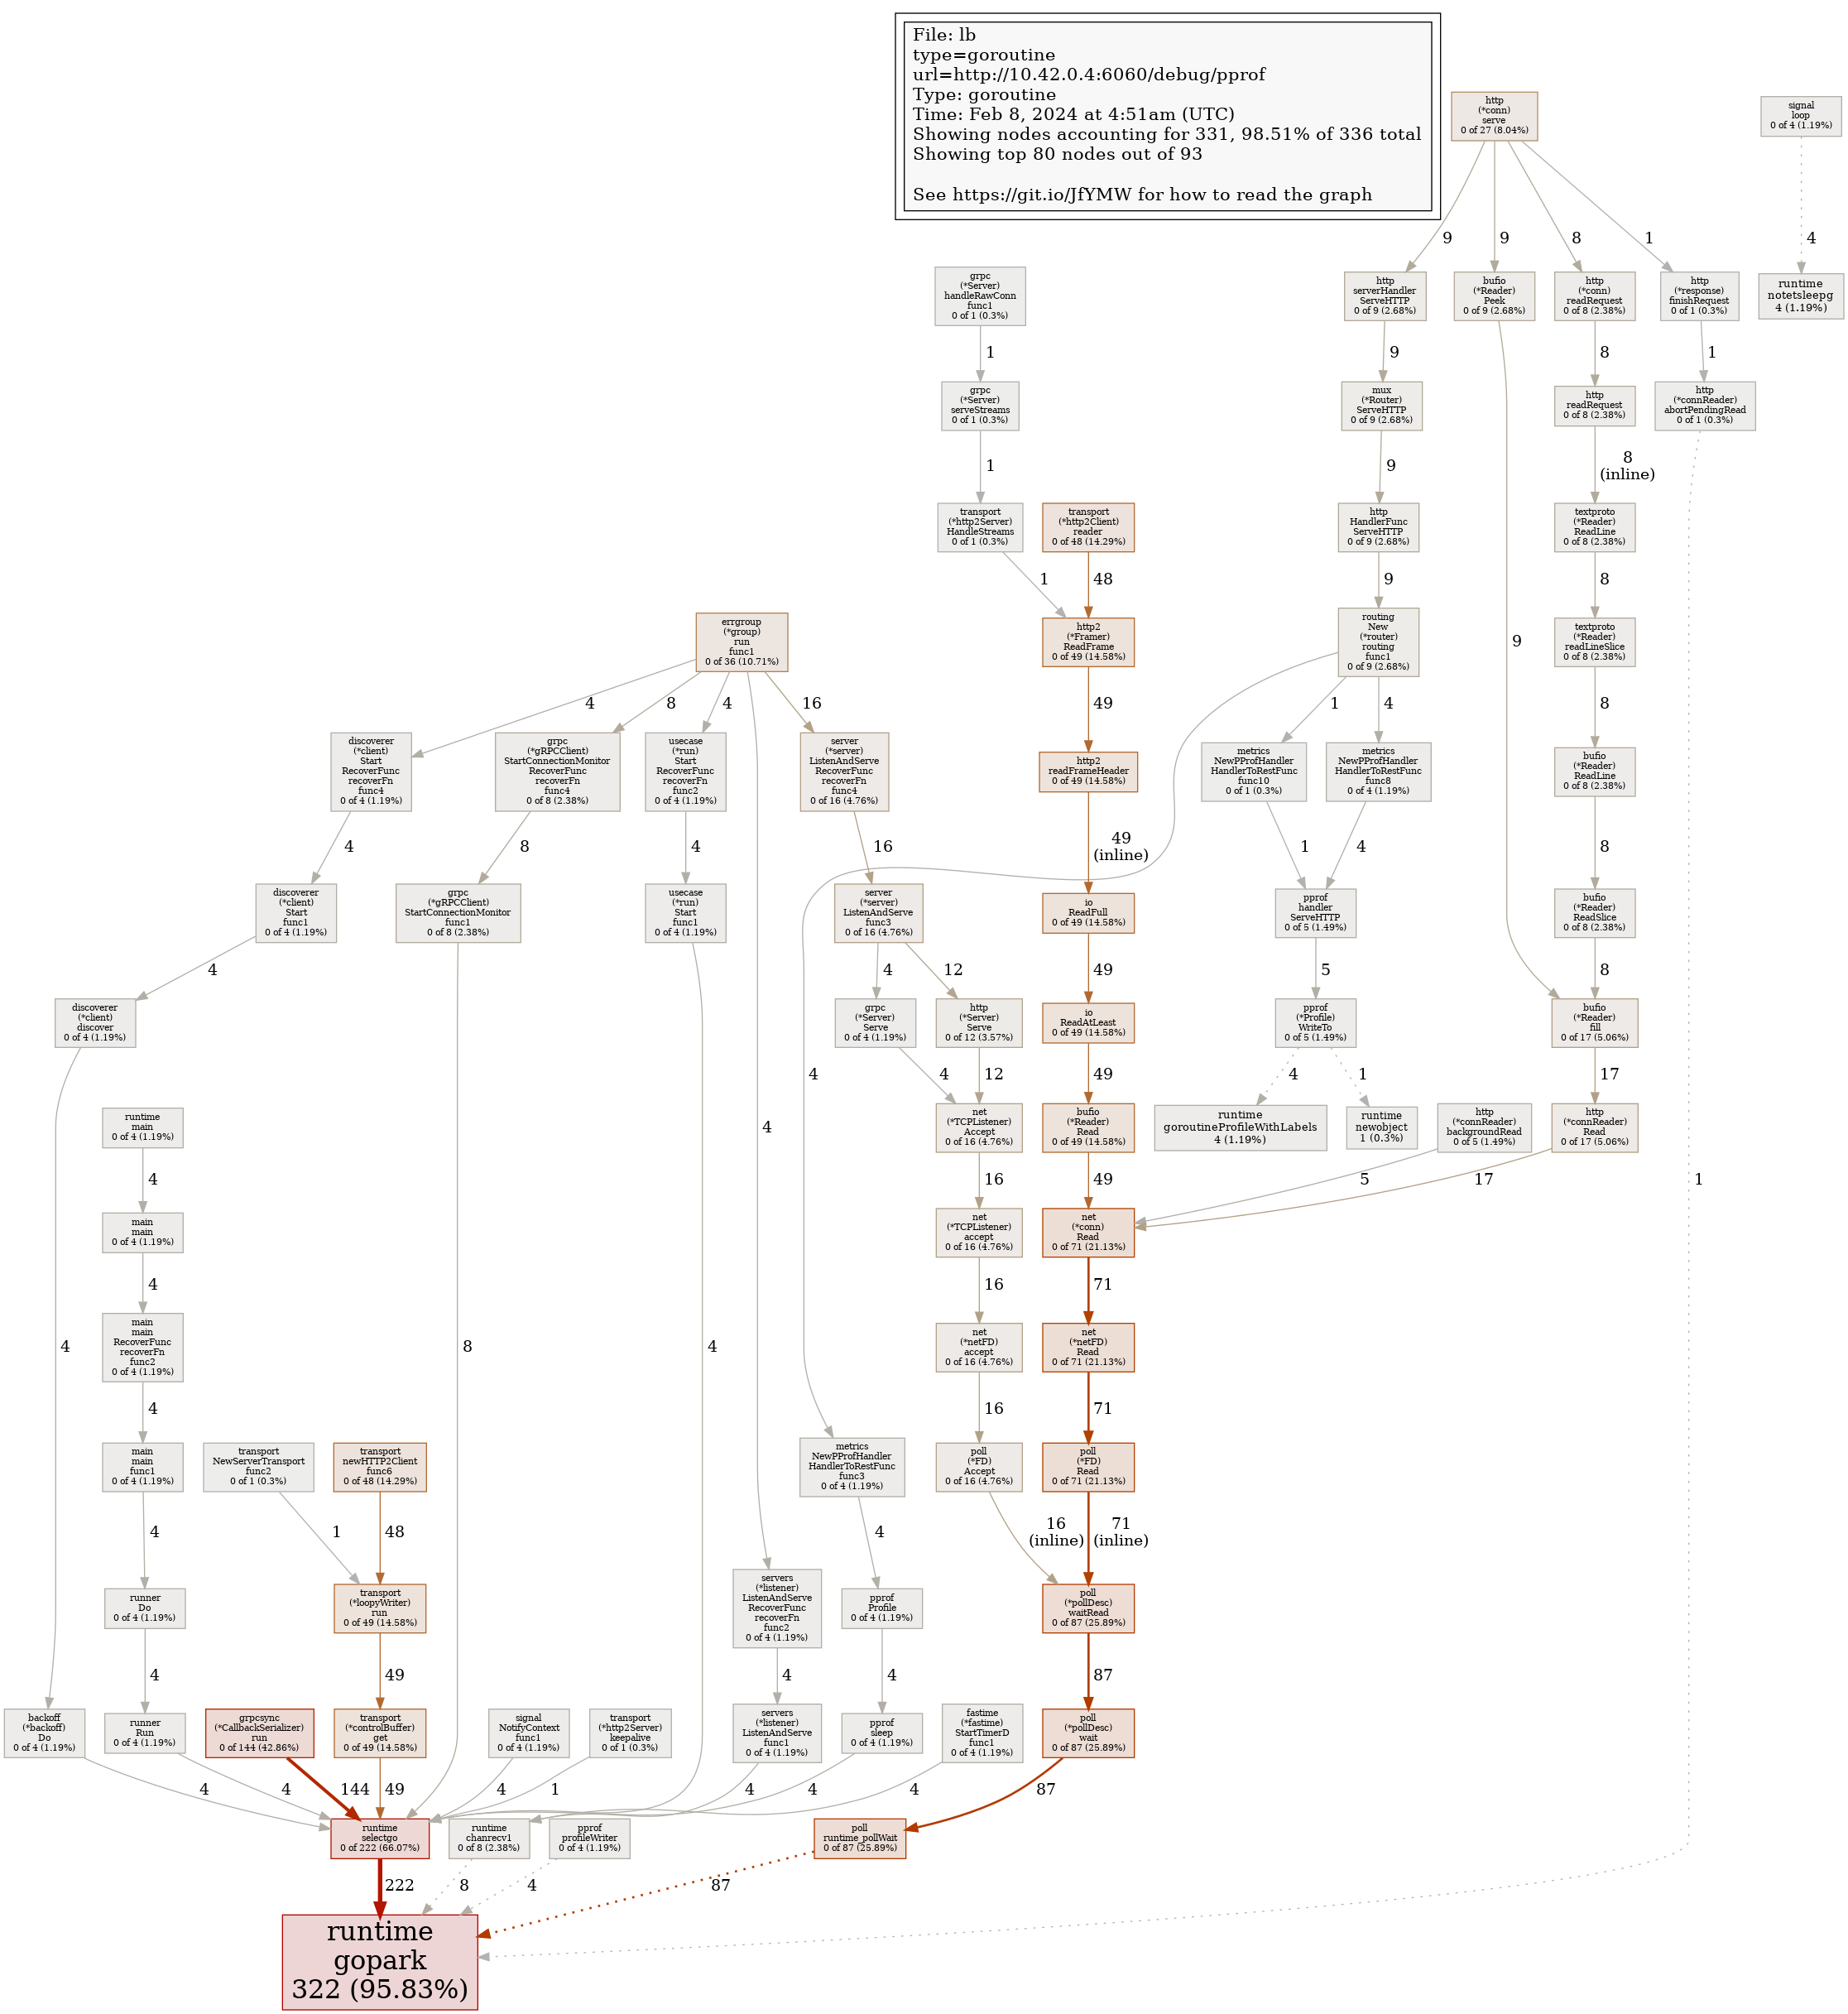 File: lb
type=goroutine
url=http://10.42.0.4:6060/debug/pprof
Type: goroutine
Time: Feb 8, 2024 at 4:51am (UTC)
Showing nodes accounting for 331, 98.51% of 336 total
Showing top 80 nodes out of 93
See https://git.io/JfYMW for how to read the graph
http
(*conn)
serve
0 of 27 (8.04%)
signal
loop
0 of 4 (1.19%)
9
9
8
1
4
grpc
(*Server)
handleRawConn
func1
0 of 1 (0.3%)
http
serverHandler
ServeHTTP
0 of 9 (2.68%)
bufio
(*Reader)
Peek
0 of 9 (2.68%)
http
(*conn)
readRequest
0 of 8 (2.38%)
http
(*response)
finishRequest
0 of 1 (0.3%)
runtime
notetsleepg
4 (1.19%)
1
9
8
1
grpc
(*Server)
serveStreams
0 of 1 (0.3%)
mux
(*Router)
ServeHTTP
0 of 9 (2.68%)
http
readRequest
0 of 8 (2.38%)
http
(*connReader)
abortPendingRead
0 of 1 (0.3%)
1
9
8
(inline)
transport
(*http2Server)
HandleStreams
0 of 1 (0.3%)
transport
(*http2Client)
reader
0 of 48 (14.29%)
http
HandlerFunc
ServeHTTP
0 of 9 (2.68%)
textproto
(*Reader)
ReadLine
0 of 8 (2.38%)
1
48
9
8
errgroup
(*group)
run
func1
0 of 36 (10.71%)
http2
(*Framer)
ReadFrame
0 of 49 (14.58%)
routing
New
(*router)
routing
func1
0 of 9 (2.68%)
textproto
(*Reader)
readLineSlice
0 of 8 (2.38%)
9
4
8
4
16
49
1
4
8
discoverer
(*client)
Start
RecoverFunc
recoverFn
func4
0 of 4 (1.19%)
grpc
(*gRPCClient)
StartConnectionMonitor
RecoverFunc
recoverFn
func4
0 of 8 (2.38%)
usecase
(*run)
Start
RecoverFunc
recoverFn
func2
0 of 4 (1.19%)
server
(*server)
ListenAndServe
RecoverFunc
recoverFn
func4
0 of 16 (4.76%)
http2
readFrameHeader
0 of 49 (14.58%)
metrics
NewPProfHandler
HandlerToRestFunc
func10
0 of 1 (0.3%)
metrics
NewPProfHandler
HandlerToRestFunc
func8
0 of 4 (1.19%)
bufio
(*Reader)
ReadLine
0 of 8 (2.38%)
4
8
4
16
49
(inline)
1
4
8
discoverer
(*client)
Start
func1
0 of 4 (1.19%)
grpc
(*gRPCClient)
StartConnectionMonitor
func1
0 of 8 (2.38%)
usecase
(*run)
Start
func1
0 of 4 (1.19%)
server
(*server)
ListenAndServe
func3
0 of 16 (4.76%)
io
ReadFull
0 of 49 (14.58%)
pprof
handler
ServeHTTP
0 of 5 (1.49%)
bufio
(*Reader)
ReadSlice
0 of 8 (2.38%)
4
4
12
49
5
8
discoverer
(*client)
discover
0 of 4 (1.19%)
grpc
(*Server)
Serve
0 of 4 (1.19%)
http
(*Server)
Serve
0 of 12 (3.57%)
io
ReadAtLeast
0 of 49 (14.58%)
pprof
(*Profile)
WriteTo
0 of 5 (1.49%)
bufio
(*Reader)
fill
0 of 17 (5.06%)
4
4
12
49
4
1
17
runtime
main
0 of 4 (1.19%)
4
net
(*TCPListener)
Accept
0 of 16 (4.76%)
bufio
(*Reader)
Read
0 of 49 (14.58%)
runtime
goroutineProfileWithLabels
4 (1.19%)
runtime
newobject
1 (0.3%)
http
(*connReader)
backgroundRead
0 of 5 (1.49%)
http
(*connReader)
Read
0 of 17 (5.06%)
4
16
49
5
17
1
main
main
0 of 4 (1.19%)
net
(*TCPListener)
accept
0 of 16 (4.76%)
net
(*conn)
Read
0 of 71 (21.13%)
4
16
71
main
main
RecoverFunc
recoverFn
func2
0 of 4 (1.19%)
4
8
4
net
(*netFD)
accept
0 of 16 (4.76%)
net
(*netFD)
Read
0 of 71 (21.13%)
4
16
71
main
main
func1
0 of 4 (1.19%)
transport
NewServerTransport
func2
0 of 1 (0.3%)
transport
newHTTP2Client
func6
0 of 48 (14.29%)
metrics
NewPProfHandler
HandlerToRestFunc
func3
0 of 4 (1.19%)
poll
(*FD)
Accept
0 of 16 (4.76%)
poll
(*FD)
Read
0 of 71 (21.13%)
4
1
48
4
16
(inline)
71
(inline)
runner
Do
0 of 4 (1.19%)
transport
(*loopyWriter)
run
0 of 49 (14.58%)
servers
(*listener)
ListenAndServe
RecoverFunc
recoverFn
func2
0 of 4 (1.19%)
pprof
Profile
0 of 4 (1.19%)
poll
(*pollDesc)
waitRead
0 of 87 (25.89%)
4
49
4
4
87
backoff
(*backoff)
Do
0 of 4 (1.19%)
runner
Run
0 of 4 (1.19%)
grpcsync
(*CallbackSerializer)
run
0 of 144 (42.86%)
transport
(*controlBuffer)
get
0 of 49 (14.58%)
signal
NotifyContext
func1
0 of 4 (1.19%)
transport
(*http2Server)
keepalive
0 of 1 (0.3%)
servers
(*listener)
ListenAndServe
func1
0 of 4 (1.19%)
pprof
sleep
0 of 4 (1.19%)
fastime
(*fastime)
StartTimerD
func1
0 of 4 (1.19%)
poll
(*pollDesc)
wait
0 of 87 (25.89%)
4
4
144
49
4
1
4
4
4
87
runtime
selectgo
0 of 222 (66.07%)
runtime
chanrecv1
0 of 8 (2.38%)
pprof
profileWriter
0 of 4 (1.19%)
poll
runtime_pollWait
0 of 87 (25.89%)
222
8
4
87
runtime
gopark
322 (95.83%)